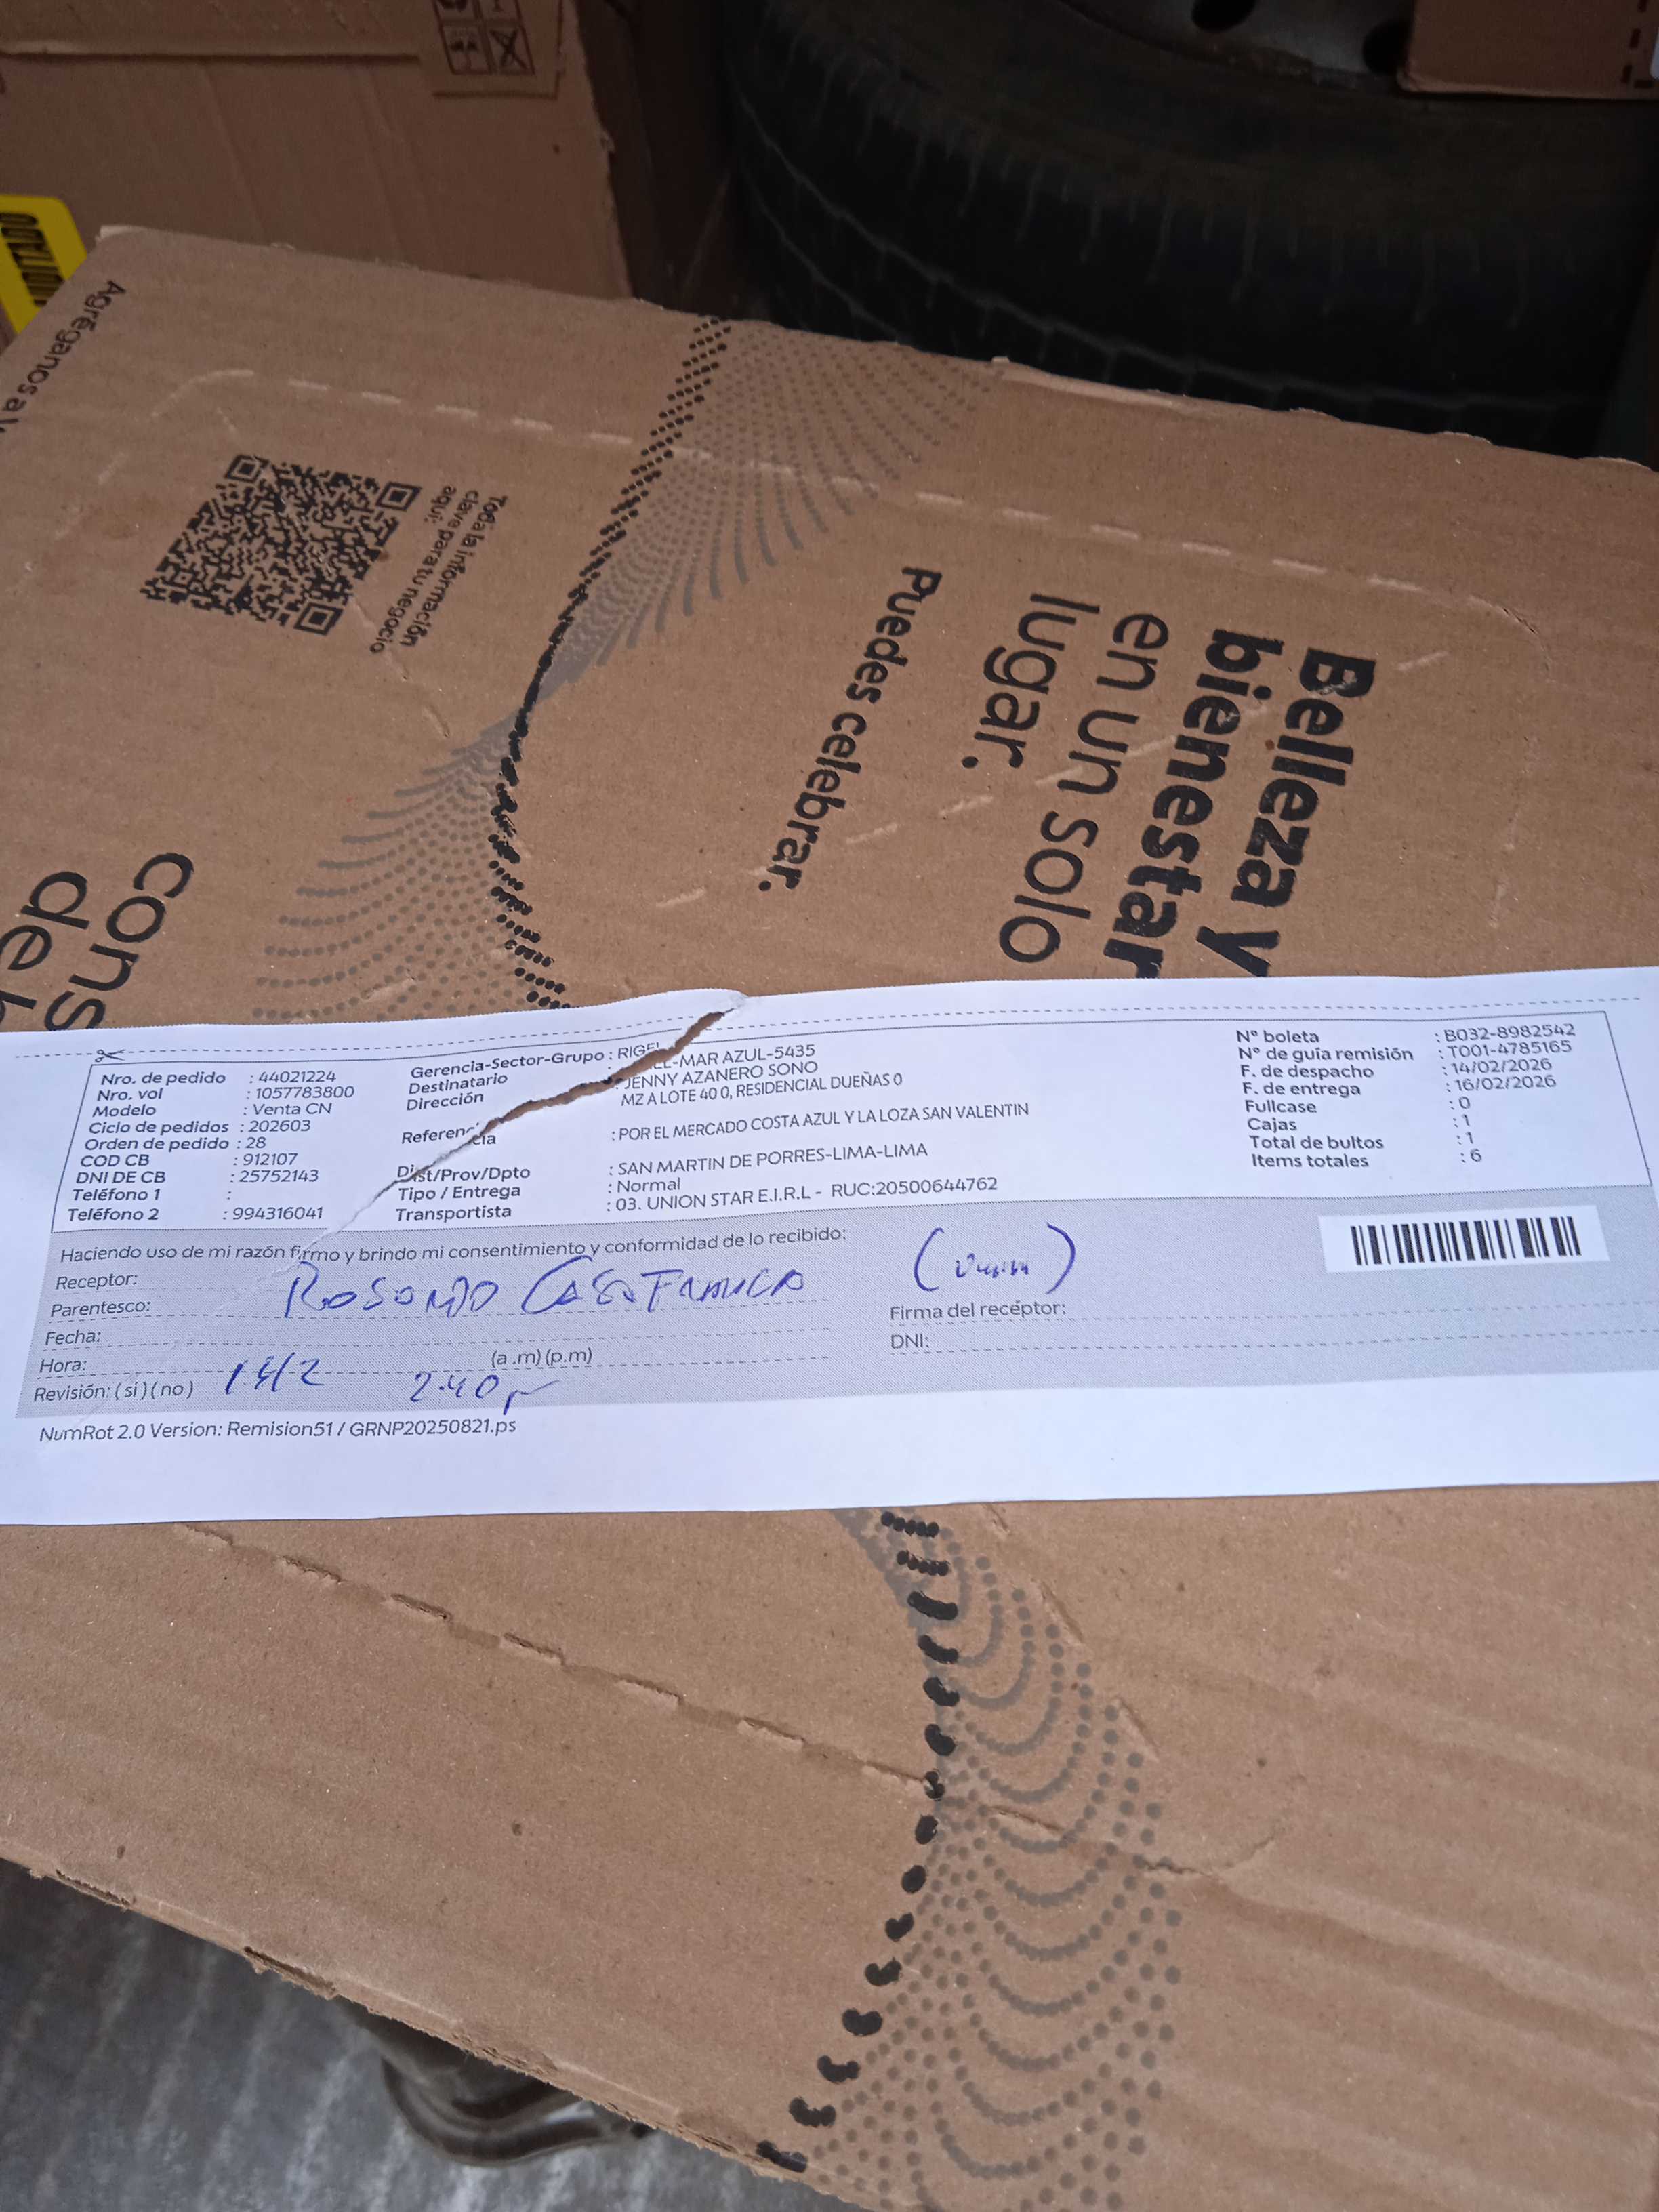 AUDITADO
Agréganos a
Toda la información
clave para tu negocio
aquí:
Belleza y
bienestar
en un solo
lugar.
Puedes celebrar.
cons
de
Nro. de pedido : 44021224
Nro. vol : 1057783800
Modelo : Venta CN
Ciclo de pedidos : 202603
Orden de pedido : 28
COD CB : 912107
DNI DE CB : 25752143
Teléfono 1 :
Teléfono 2 : 994316041
Gerencia-Sector-Grupo : RIGEL-MAR AZUL-5435
Destinatario : JENNY AZANERO SONO
Dirección MZ A LOTE 40 0, RESIDENCIAL DUEÑAS 0
Referencia : POR EL MERCADO COSTA AZUL Y LA LOZA SAN VALENTIN
Dist/Prov/Dpto : SAN MARTIN DE PORRES-LIMA-LIMA
Tipo / Entrega : Normal
Transportista : 03. UNION STAR E.I.R.L - RUC:20500644762
N° boleta : B032-8982542
N° de guía remisión : T001-4785165
F. de despacho : 14/02/2026
F. de entrega : 16/02/2026
Fullcase : 0
Cajas : 1
Total de bultos : 1
Items totales : 6
Haciendo uso de mi razón firmo y brindo mi consentimiento y conformidad de lo recibido:
Receptor:
Parentesco:
Firma del receptor:
Fecha:
DNI:
Hora: (a .m) (p.m)
Revisión: ( si ) ( no ) 2.40 p
NumRot 2.0 Version: Remision51 / GRNP20250821.ps